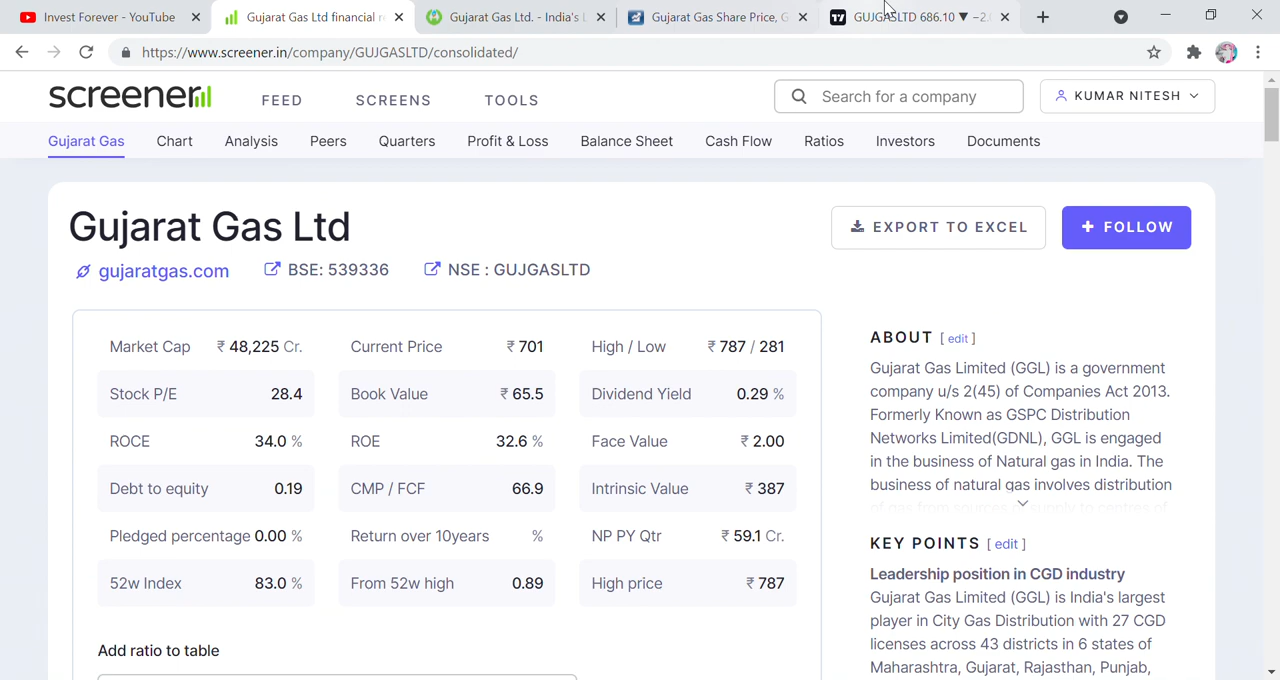 Invest Forever - YouTube
Gujarat Gas Ltd financial r
Gujarat Gas Ltd. - India's L
Gujarat Gas Share Price, G
GUJGASLTD 686.10 ▼ −2.
https://www.screener.in/company/GUJGASLTD/consolidated/
screener
FEED
SCREENS
TOOLS
Search for a company
KUMAR NITESH
Gujarat Gas
Chart
Analysis
Peers
Quarters
Profit & Loss
Balance Sheet
Cash Flow
Ratios
Investors
Documents
Gujarat Gas Ltd
EXPORT TO EXCEL
+ FOLLOW
gujaratgas.com
BSE: 539336
NSE : GUJGASLTD
Market Cap ₹ 48,225 Cr.
Current Price ₹ 701
High / Low ₹ 787 / 281
Stock P/E 28.4
Book Value ₹ 65.5
Dividend Yield 0.29 %
ROCE 34.0 %
ROE 32.6 %
Face Value ₹ 2.00
Debt to equity 0.19
CMP / FCF 66.9
Intrinsic Value ₹ 387
Pledged percentage 0.00 %
Return over 10years %
NP PY Qtr ₹ 59.1 Cr.
52w Index 83.0 %
From 52w high 0.89
High price ₹ 787
Add ratio to table
ABOUT [ edit ]
Gujarat Gas Limited (GGL) is a government
company u/s 2(45) of Companies Act 2013.
Formerly Known as GSPC Distribution
Networks Limited(GDNL), GGL is engaged
in the business of Natural gas in India. The
business of natural gas involves distribution
of gas from sources of supply to centres of
KEY POINTS [ edit ]
Leadership position in CGD industry
Gujarat Gas Limited (GGL) is India's largest
player in City Gas Distribution with 27 CGD
licenses across 43 districts in 6 states of
Maharashtra, Gujarat, Rajasthan, Punjab,